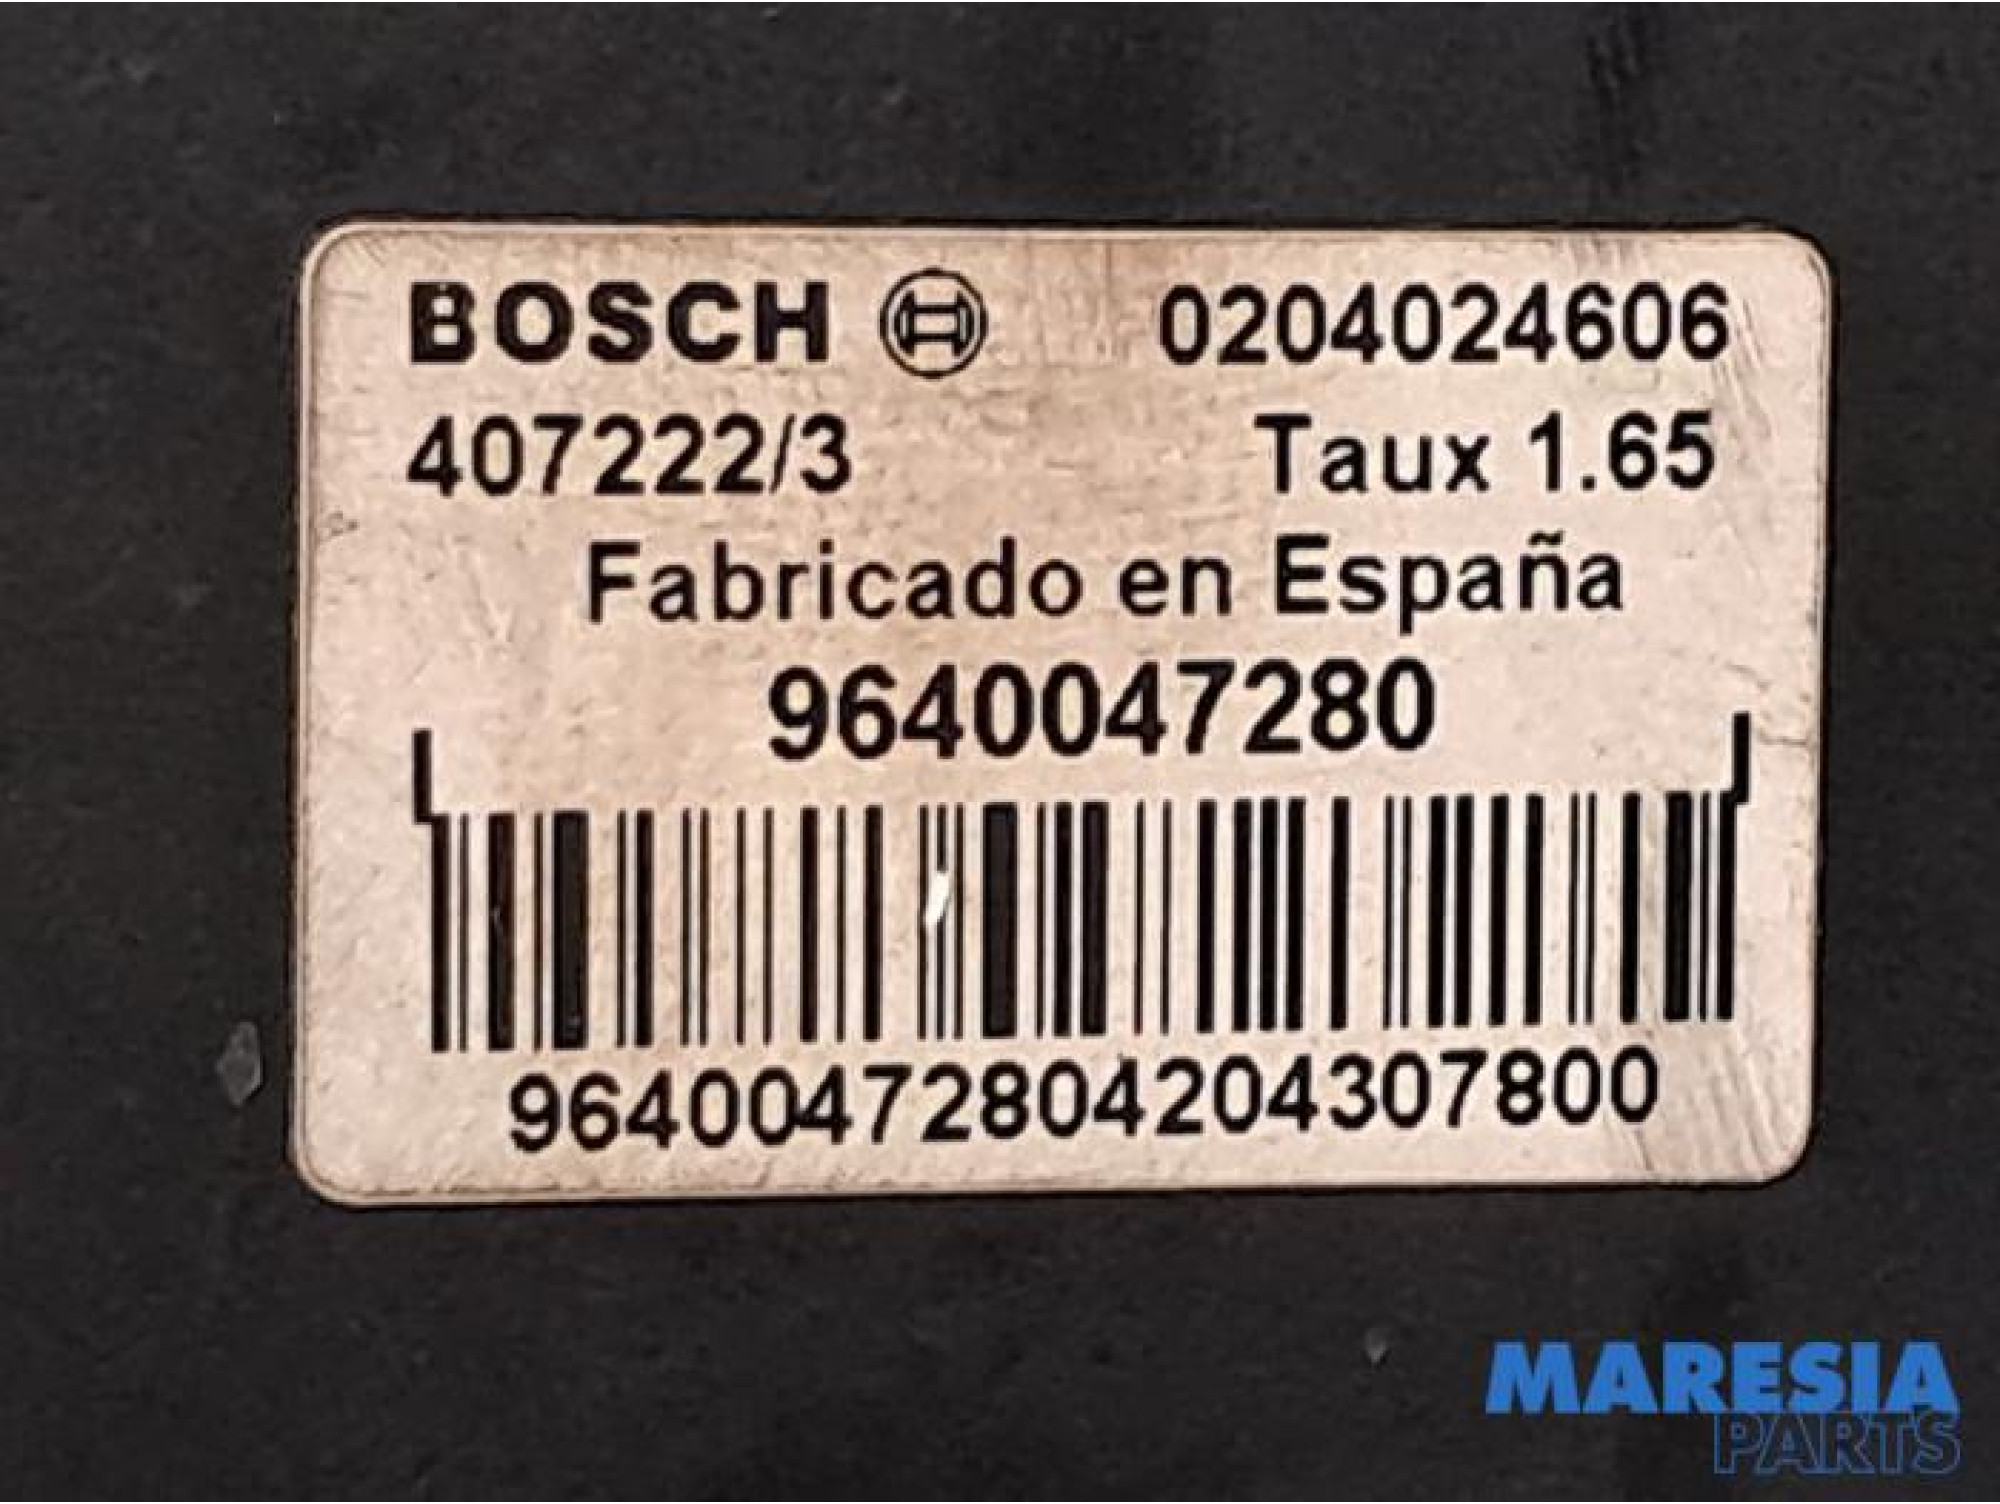 BOSCH 0204024606
407222/3 Taux 1.65
Fabricado en España
9640047280
96400472804204307800
MARESIA
PARTS